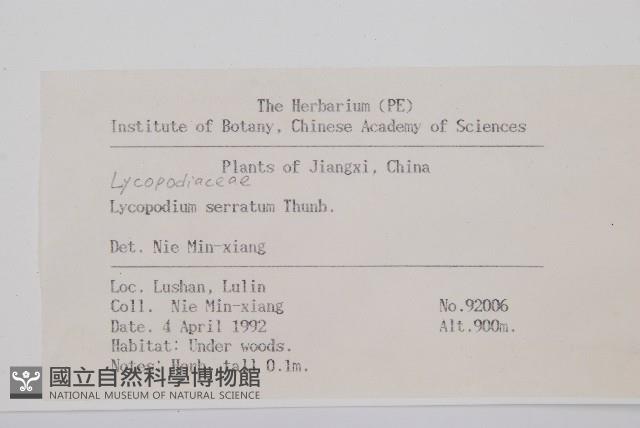 The Herbarium (PE)
Institute of Botany, Chinese Academy of Sciences
Plants of Jiangxi, China
Lycopodiaceae
Lycopodium serratum Thunb.
Det. Nie Min-xiang
Loc. Lushan, Lulin
Coll. Nie Min-xiang No.92006
Date. 4 April 1992 Alt.900m.
Habitat: Under woods.
Notes: Herb, tall 0.1m.
國立自然科學博物館
NATIONAL MUSEUM OF NATURAL SCIENCE